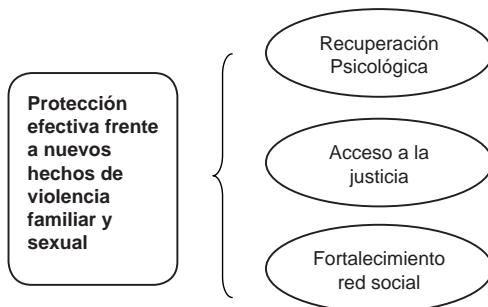 Protección
efectiva frente
a nuevos
hechos de
violencia
familiar y
sexual
Recuperación
Psicológica
Acceso a la
justicia
Fortalecimiento
red social